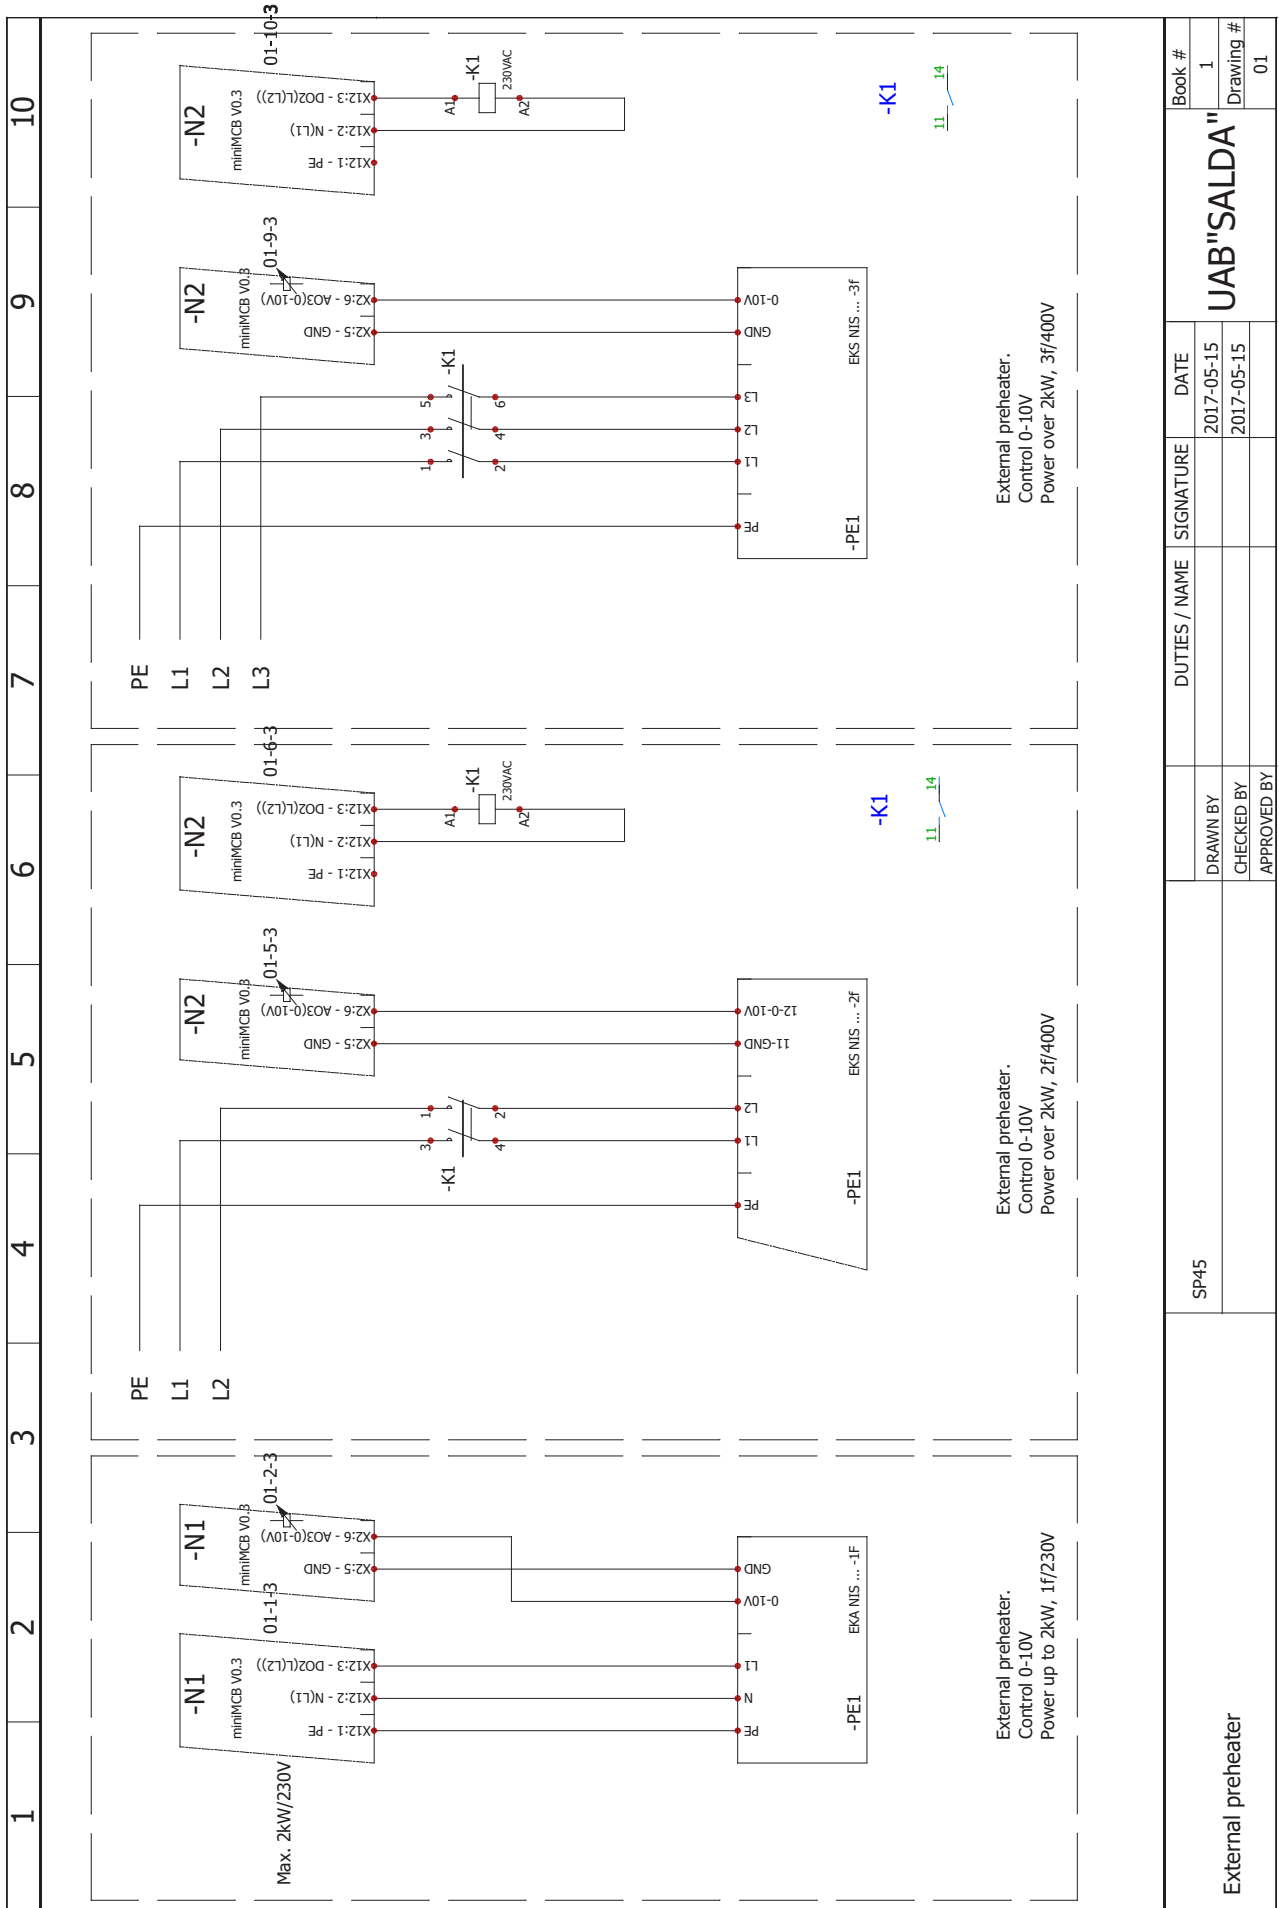 1
2
3
4
5
6
7
8
9
10
Max. 2kW/230V
-N1
miniMCB V0.3
01-1-3
X12:1 - PE
X12:2 - N(L1)
X12:3 - DO2(L(L2))
-N1
miniMCB V0.3
01-2-3
X2:5 - GND
X2:6 - AO3(0-10V)
PE
N
L1
0-10V
GND
-PE1
EKA NIS ... -1F
External preheater.
Control 0-10V
Power up to 2kW, 1f/230V
PE
L1
L2
-N2
miniMCB V0.3
01-5-3
X2:5 - GND
X2:6 - AO3(0-10V)
-N2
miniMCB V0.3
01-6-3
X12:1 - PE
X12:2 - N(L1)
X12:3 - DO2(L(L2))
-K1
3
1
4
2
A1
-K1
230VAC
A2
PE
L1
L2
11-GND
12-0-10V
-PE1
EKS NIS ... -2f
-K1
11
14
External preheater.
Control 0-10V
Power over 2kW, 2f/400V
PE
L1
L2
L3
-N2
miniMCB V0.3
01-9-3
X2:5 - GND
X2:6 - AO3(0-10V)
-N2
miniMCB V0.3
01-10-3
X12:1 - PE
X12:2 - N(L1)
X12:3 - DO2(L(L2))
1
3
5
-K1
2
4
6
A1
-K1
230VAC
A2
PE
L1
L2
L3
GND
0-10V
-PE1
EKS NIS ... -3f
-K1
11
14
External preheater.
Control 0-10V
Power over 2kW, 3f/400V
External preheater
SP45
DUTIES / NAME
SIGNATURE
DATE
DRAWN BY
2017-05-15
CHECKED BY
2017-05-15
APPROVED BY
UAB"SALDA"
Book #
1
Drawing #
01